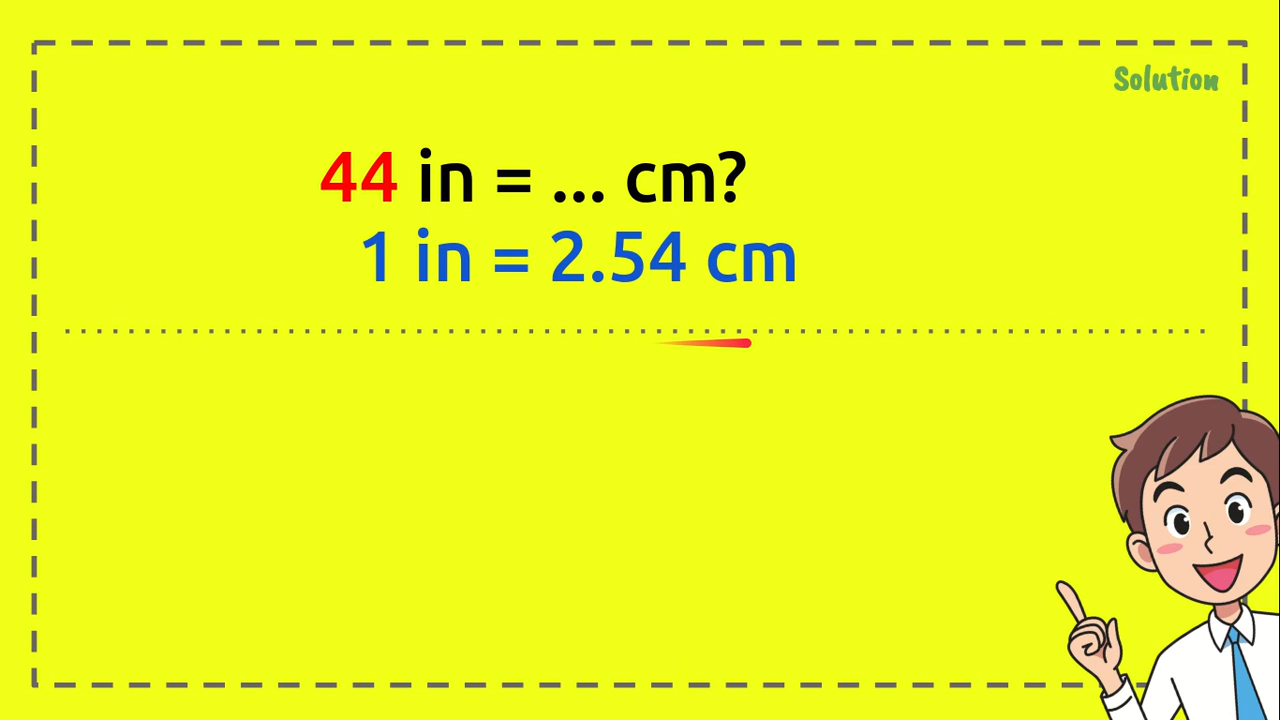 Solution
44 in = ... cm?
1 in = 2.54 cm